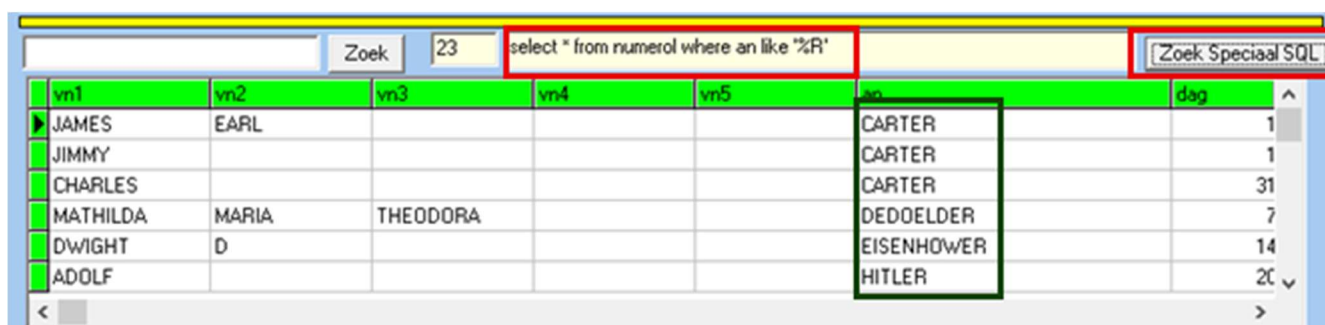 Zoek 23 select * from numerol where an like '%R' Zoek Speciaal SQL
vn1 vn2 vn3 vn4 vn5 an dag
JAMES EARL CARTER 1
JIMMY CARTER 1
CHARLES CARTER 31
MATHILDA MARIA THEODORA DEDOELDER 7
DWIGHT D EISENHOWER 14
ADOLF HITLER 20